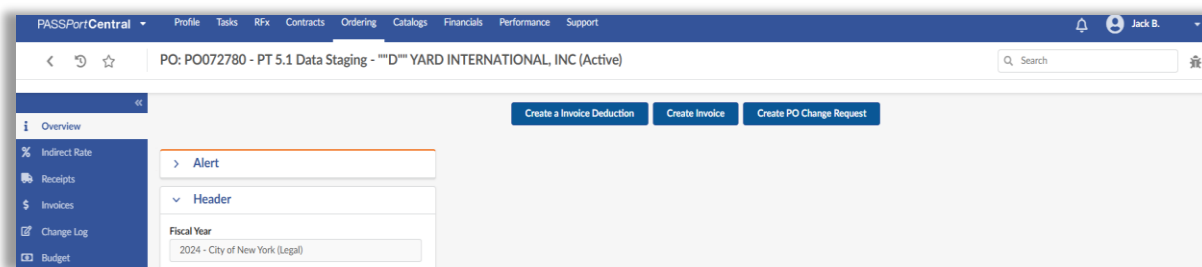 PASSPortCentral Profile Tasks RFx Contracts Ordering Catalogs Financials Performance Support Jack B.
PO: PO072780 - PT 5.1 Data Staging - ""D"" YARD INTERNATIONAL, INC (Active) Search
Create a Invoice Deduction Create Invoice Create PO Change Request
Overview
Indirect Rate
Alert
Receipts
Invoices
Header
Change Log
Fiscal Year
2024 - City of New York (Legal)
Budget